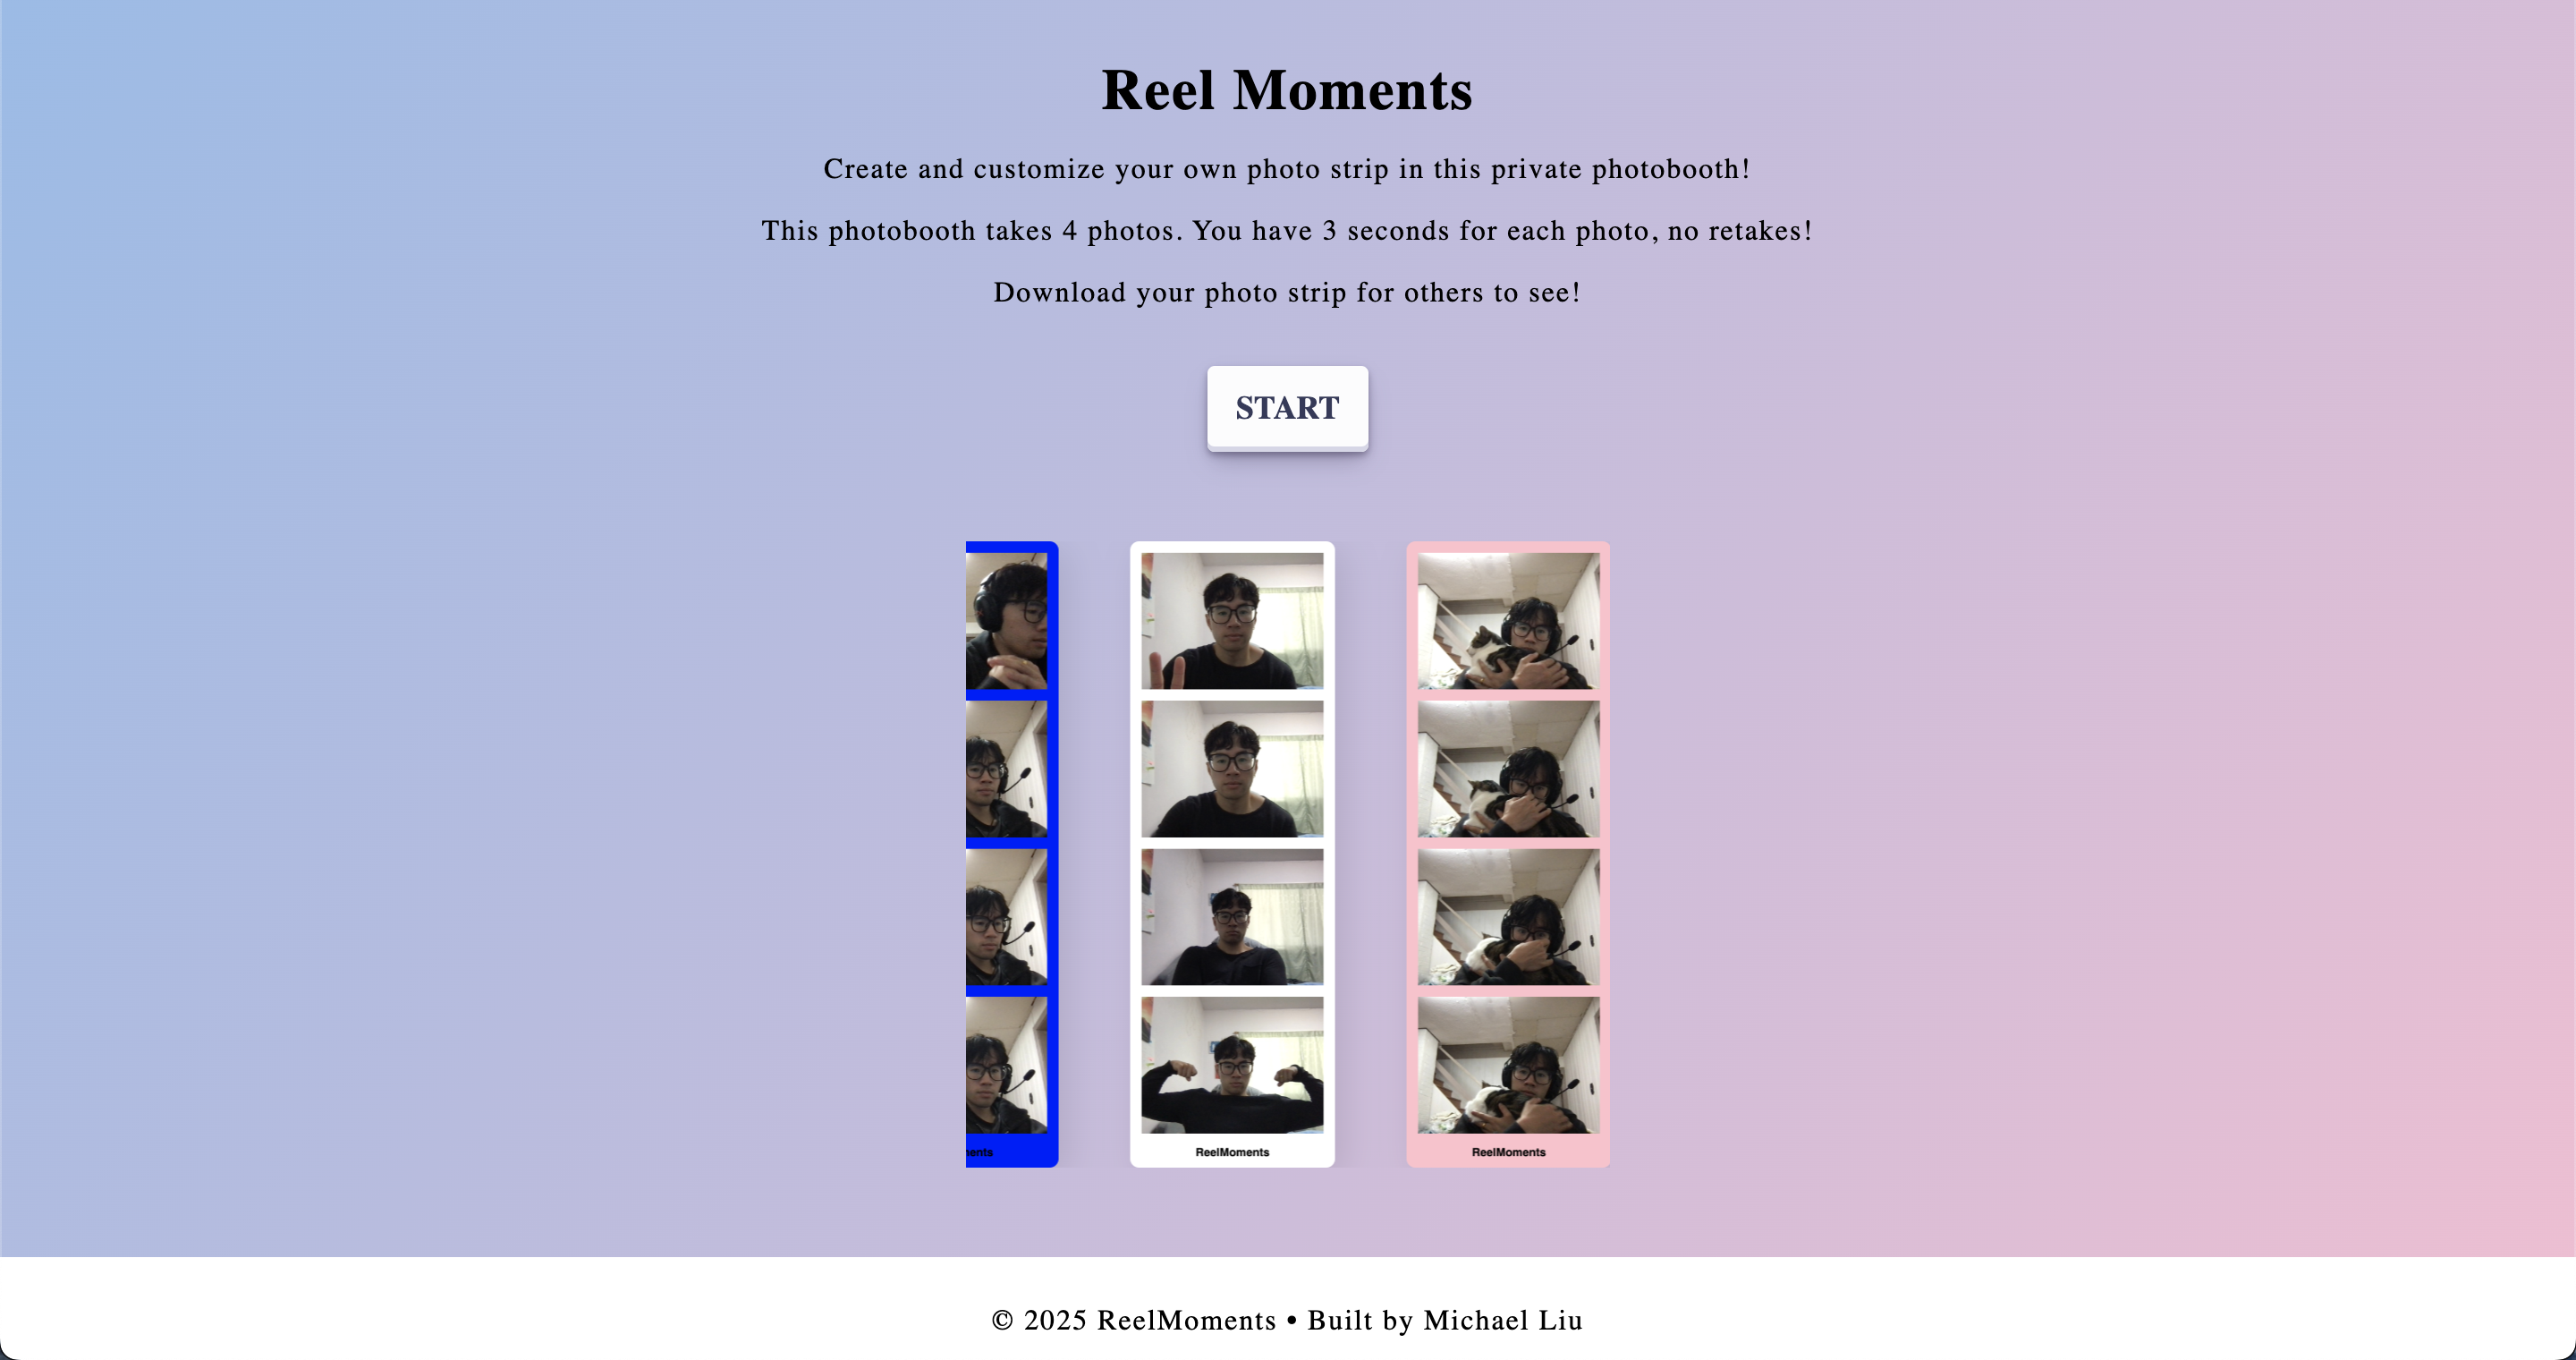 Reel Moments
Create and customize your own photo strip in this private photobooth!
This photobooth takes 4 photos. You have 3 seconds for each photo, no retakes!
Download your photo strip for others to see!
START
ments
ReelMoments
ReelMoments
© 2025 ReelMoments • Built by Michael Liu